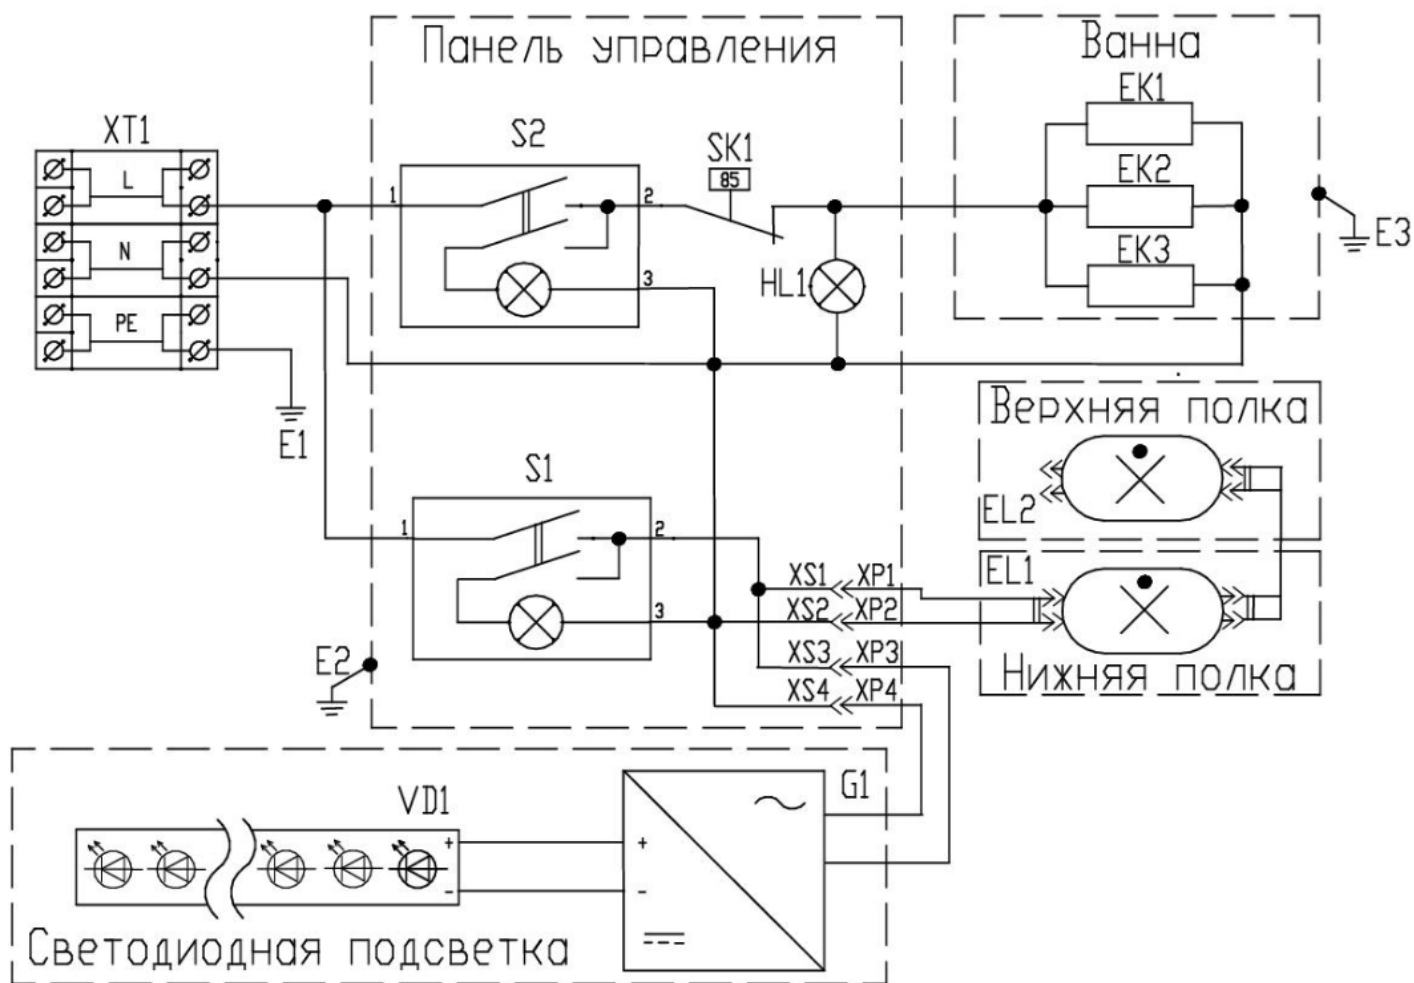 Панель управления
Ванна
XT1
L
N
PE
E1
S2
1
2
3
SK1
85
HL1
EK1
EK2
EK3
E3
S1
1
2
3
E2
XS1 XP1
XS2 XP2
XS3 XP3
XS4 XP4
Верхняя полка
EL2
EL1
Нижняя полка
VD1
+
-
+
-
G1
Светодиодная подсветка